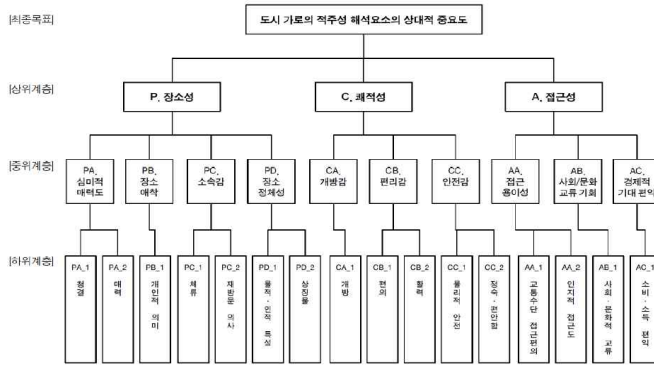 |최종목표|
도시 가로의 적주성 해석요소의 상대적 중요도
|상위계층|
P. 장소성
C. 쾌적성
A. 접근성
|중위계층|
PA.
심미적
매력도
PB.
장소
애착
PC.
소속감
PD.
장소
정체성
CA.
개방감
CB.
편리감
CC.
안전감
AA.
접근
용이성
AB.
사회/문화
교류 기회
AC.
경제적
기대 편익
|하위계층|
PA_1
청결
PA_2
매력
PB_1
개인적 의미
PC_1
체류
PC_2
재방문 의사
PD_1
물적·인적 특성
PD_2
상징물
CA_1
개방
CB_1
편의
CB_2
활력
CC_1
물리적 안전
CC_2
정숙·편안함
AA_1
교통수단 접근편의
AA_2
인지적 접근도
AB_1
사회·문화적 교류
AC_1
소비·소득 편익